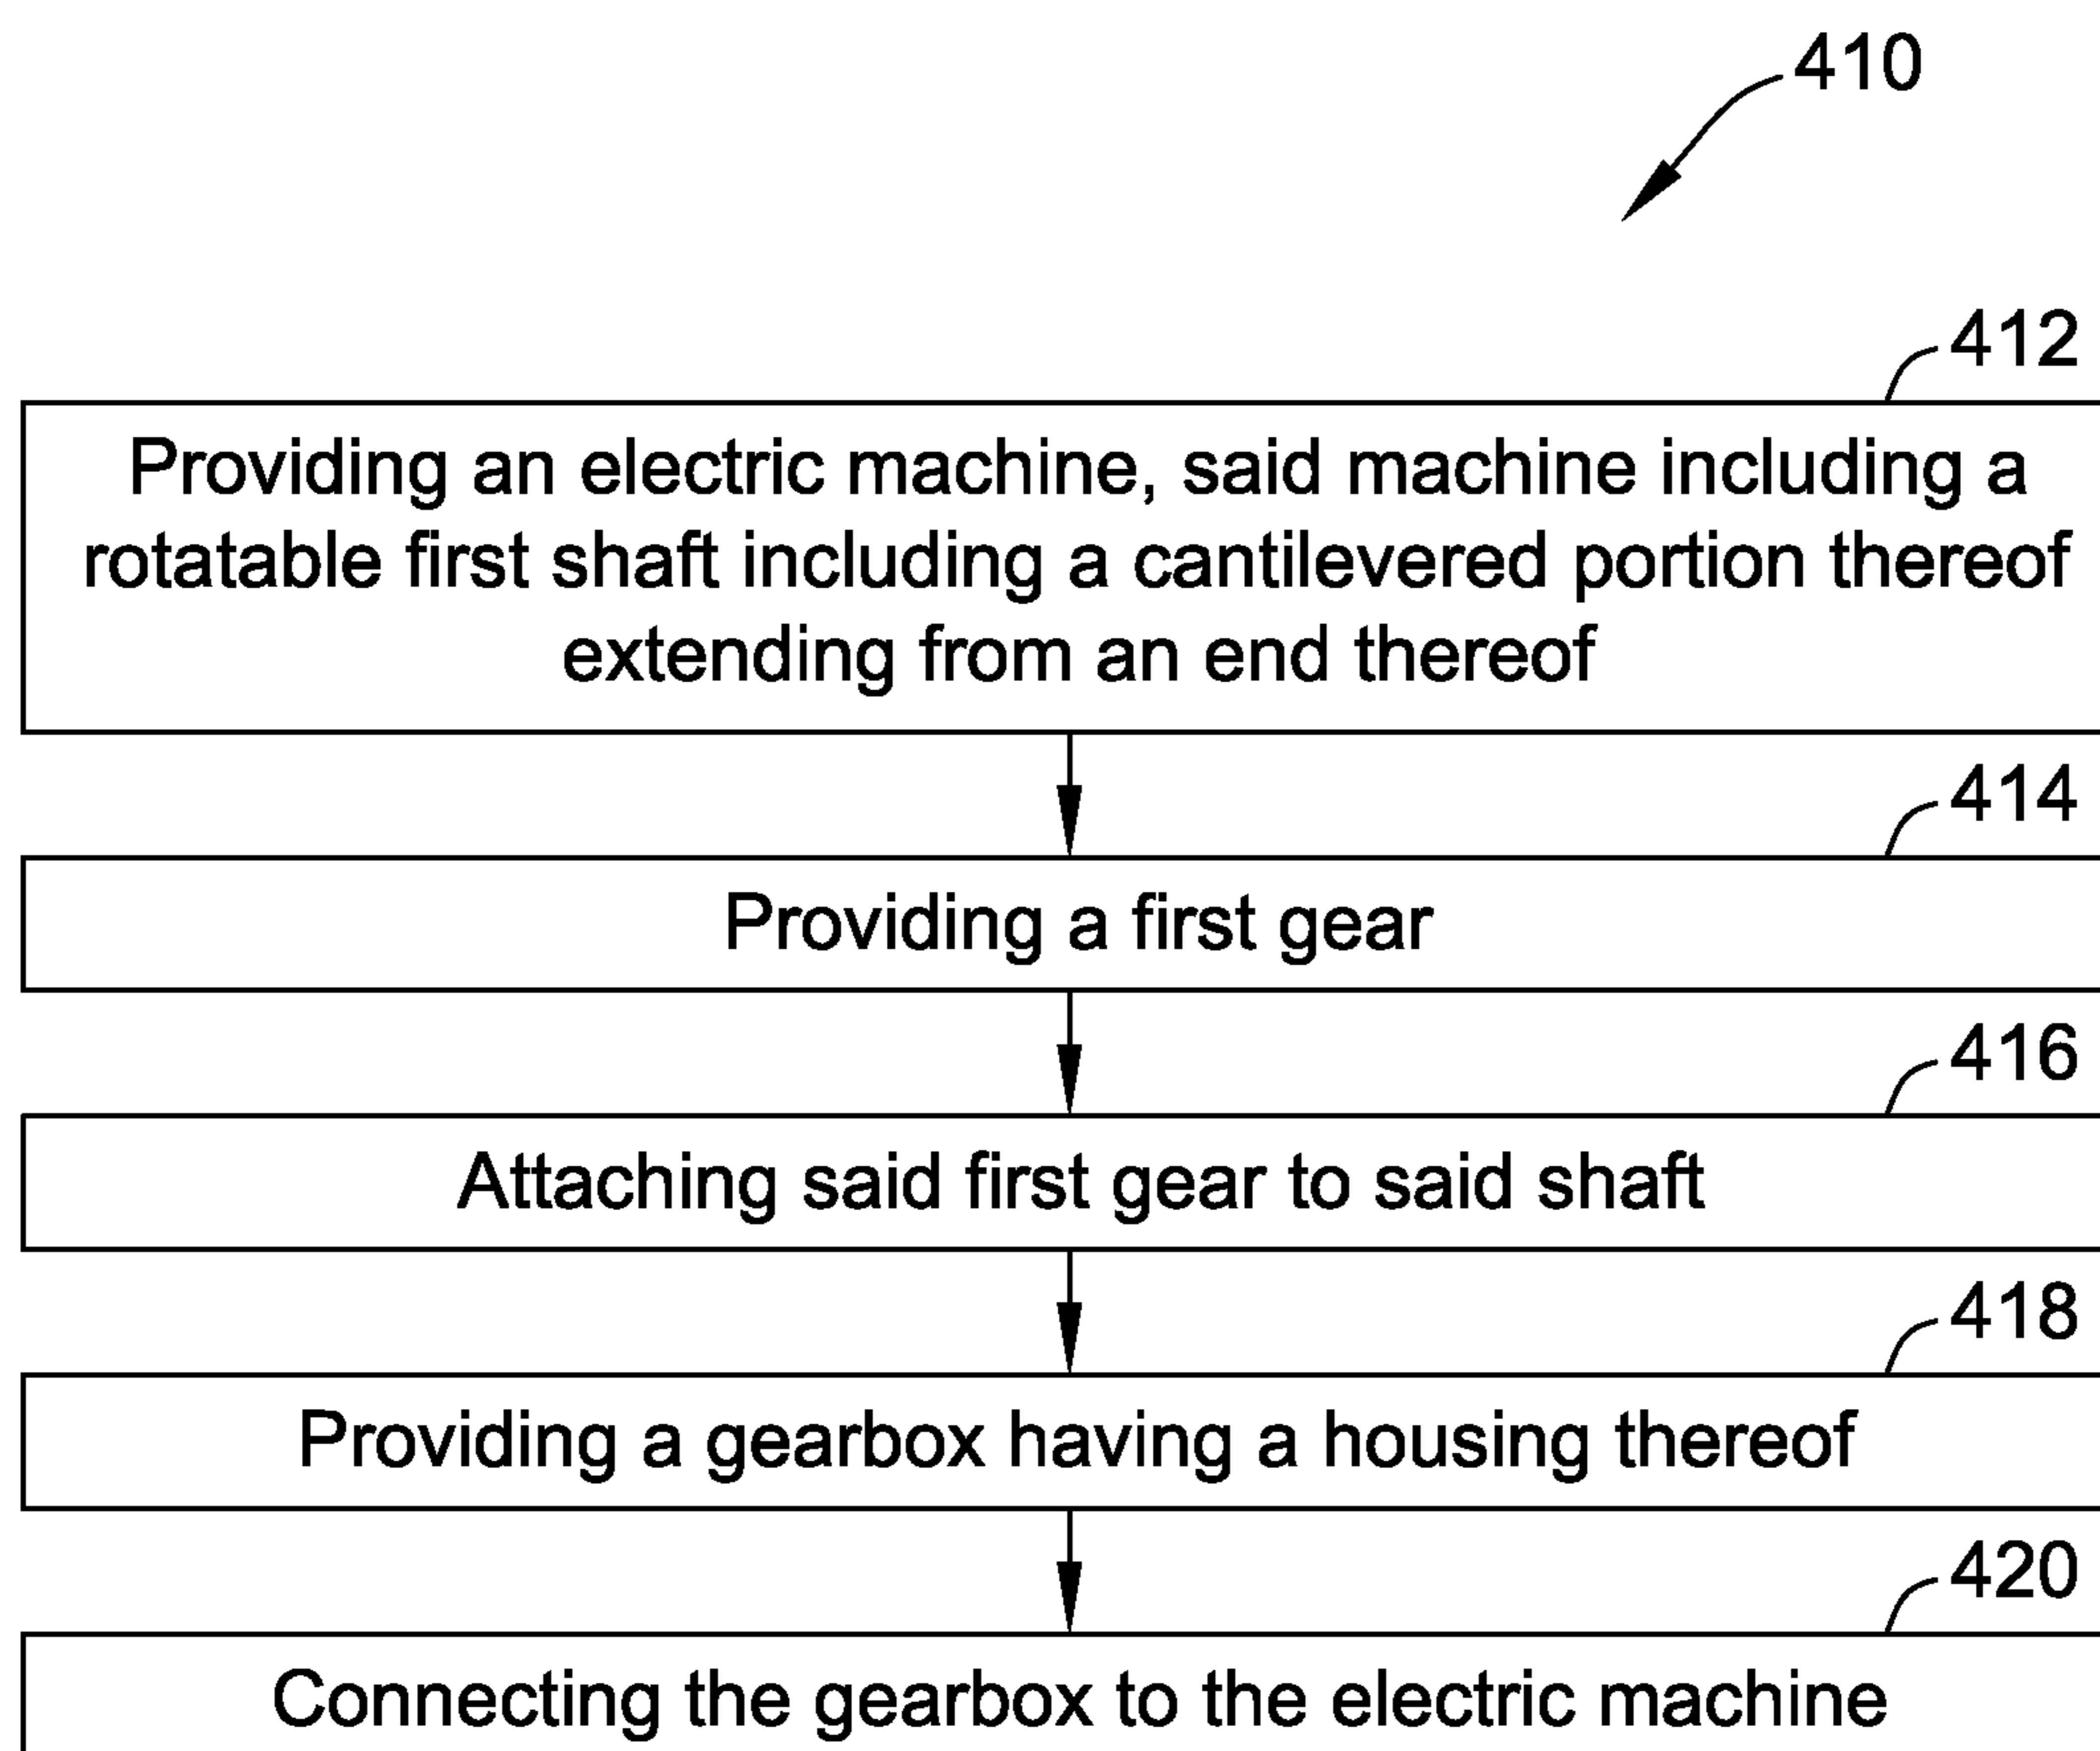 410
412
Providing an electric machine, said machine including a
rotatable first shaft including a cantilevered portion thereof
extending from an end thereof
414
Providing a first gear
416
Attaching said first gear to said shaft
418
Providing a gearbox having a housing thereof
420
Connecting the gearbox to the electric machine